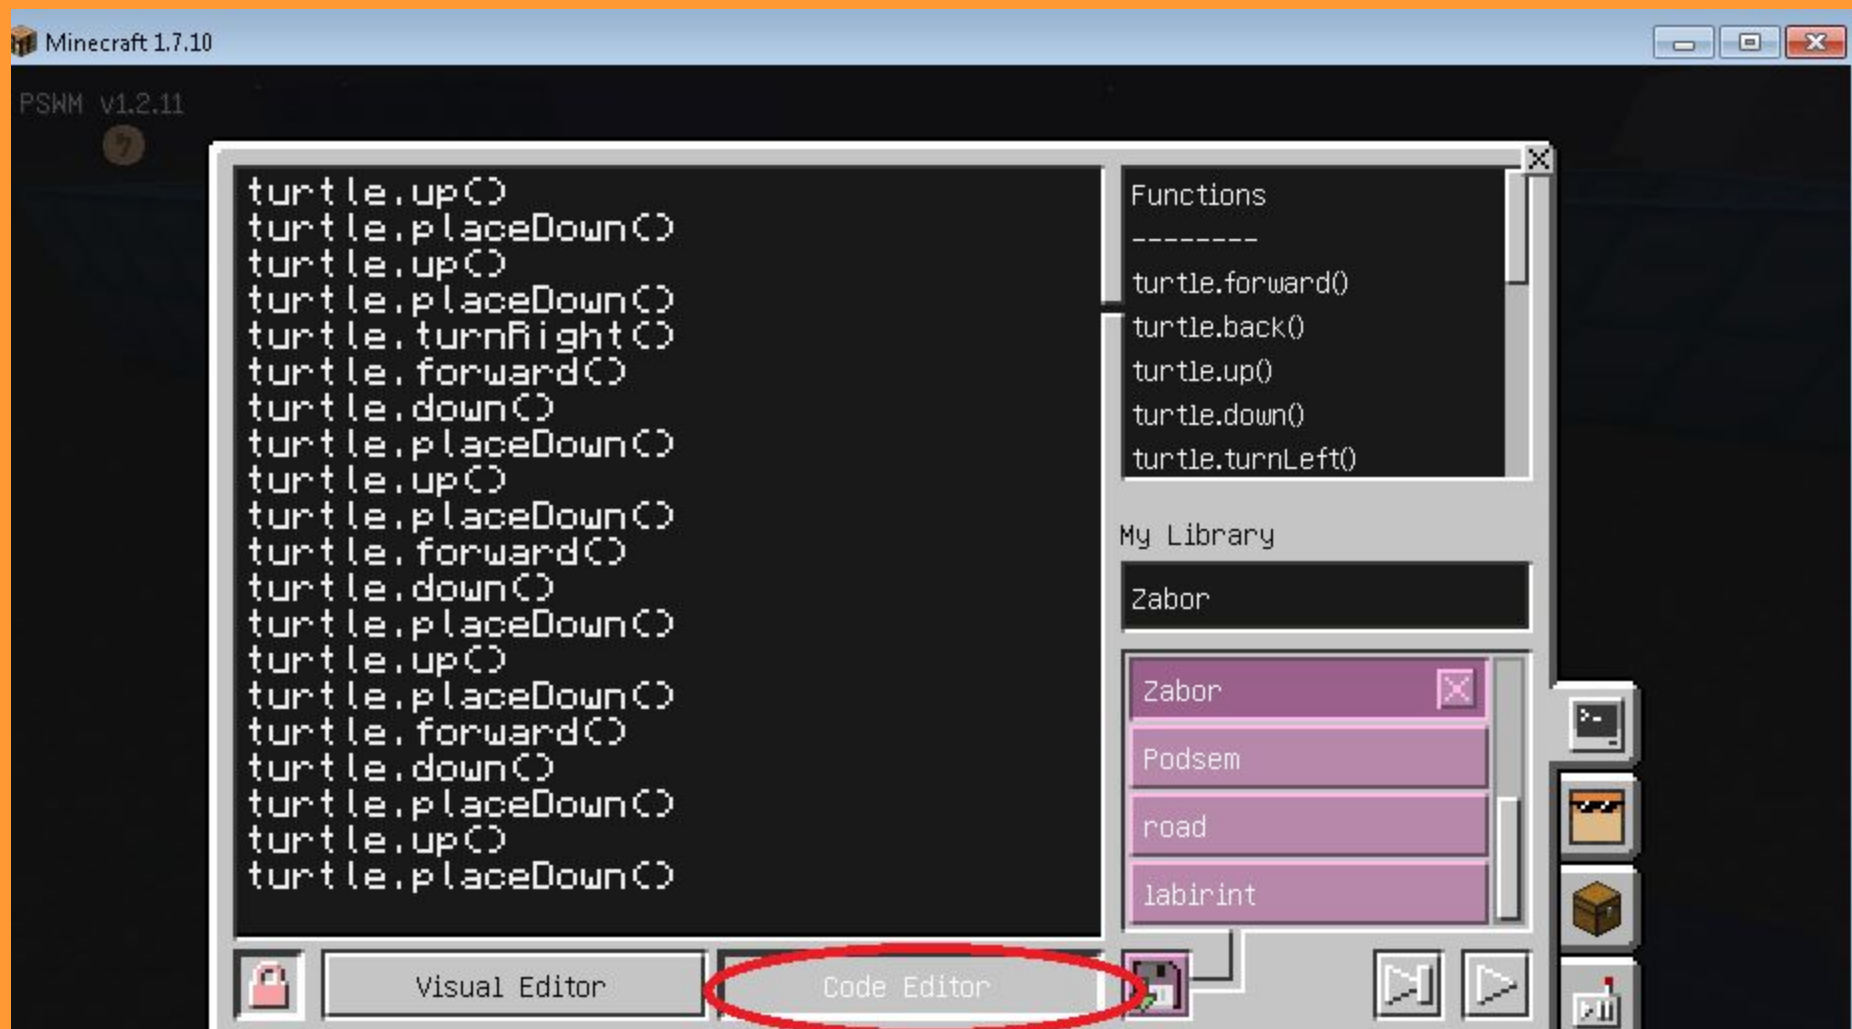 Minecraft 1.7.10
PSWM v1.2.11
turtle.up()
turtle.placeDown()
turtle.up()
turtle.placeDown()
turtle.turnRight()
turtle.forward()
turtle.down()
turtle.placeDown()
turtle.up()
turtle.placeDown()
turtle.forward()
turtle.down()
turtle.placeDown()
turtle.up()
turtle.placeDown()
turtle.forward()
turtle.down()
turtle.placeDown()
turtle.up()
turtle.placeDown()
Functions
--------
turtle.forward()
turtle.back()
turtle.up()
turtle.down()
turtle.turnLeft()
My Library
Zabor
Zabor
Podsem
road
labirint
Visual Editor
Code Editor